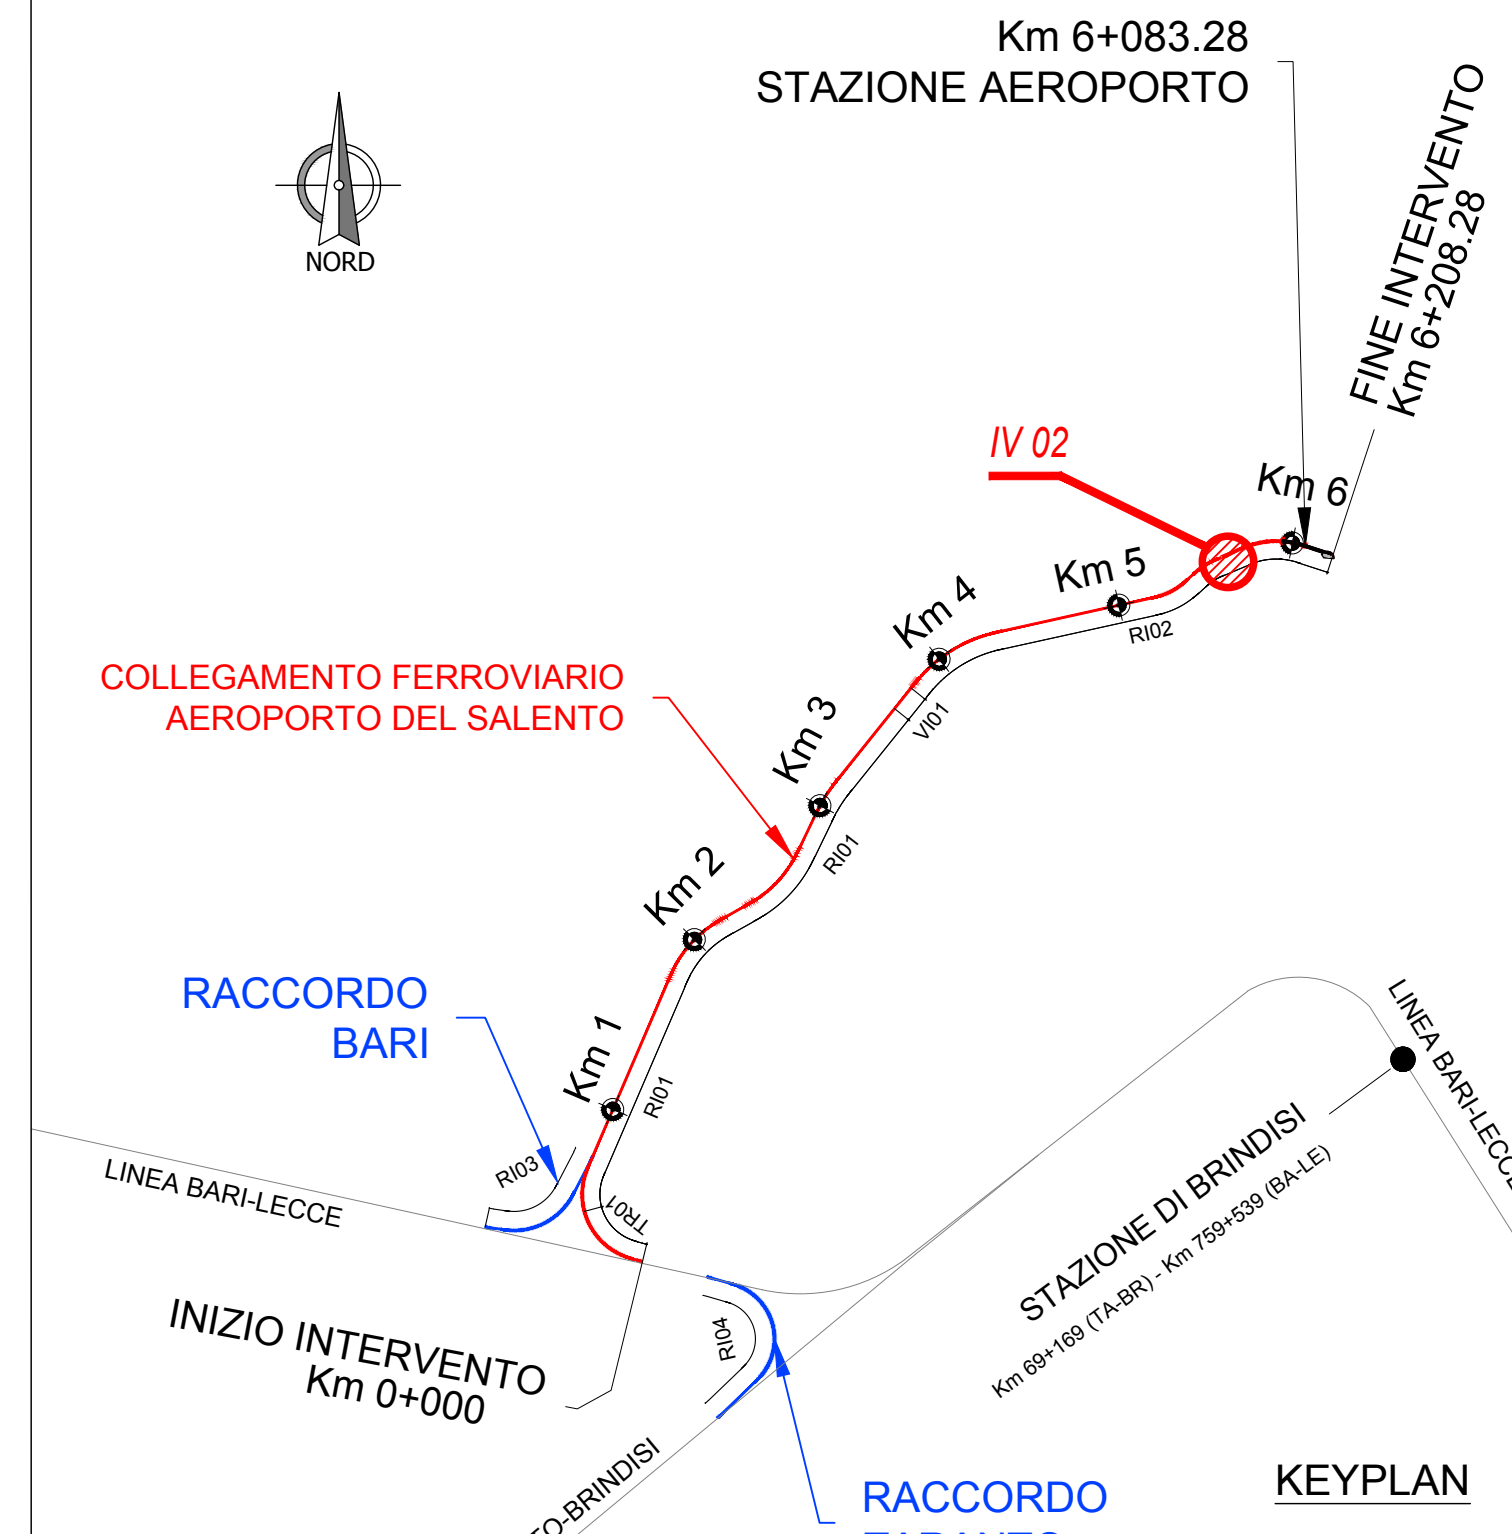 Km 6+083.28
STAZIONE AEROPORTO
FINE INTERVENTO
Km 6+208.28
NORD
IV 02
Km 6
Km 5
Km 4
RI02
COLLEGAMENTO FERROVIARIO
AEROPORTO DEL SALENTO
Km 3
VI01
RI01
Km 2
RACCORDO
BARI
Km 1
RI01
LINEA BARI-LECCE
RI03
TR01
LINEA BARI-LECCE
STAZIONE DI BRINDISI
Km 69+169 (TA-BR) - Km 759+539 (BA-LE)
INIZIO INTERVENTO
Km 0+000
RI04
TO-BRINDISI
RACCORDO
KEYPLAN